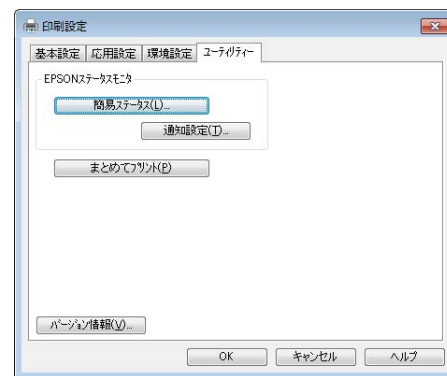 印刷設定
基本設定 応用設定 環境設定 ユーティリティー
EPSONステータスモニタ
簡易ステータス(L)...
通知設定(T)...
まとめてプリント(P)
バージョン情報(V)...
OK キャンセル ヘルプ